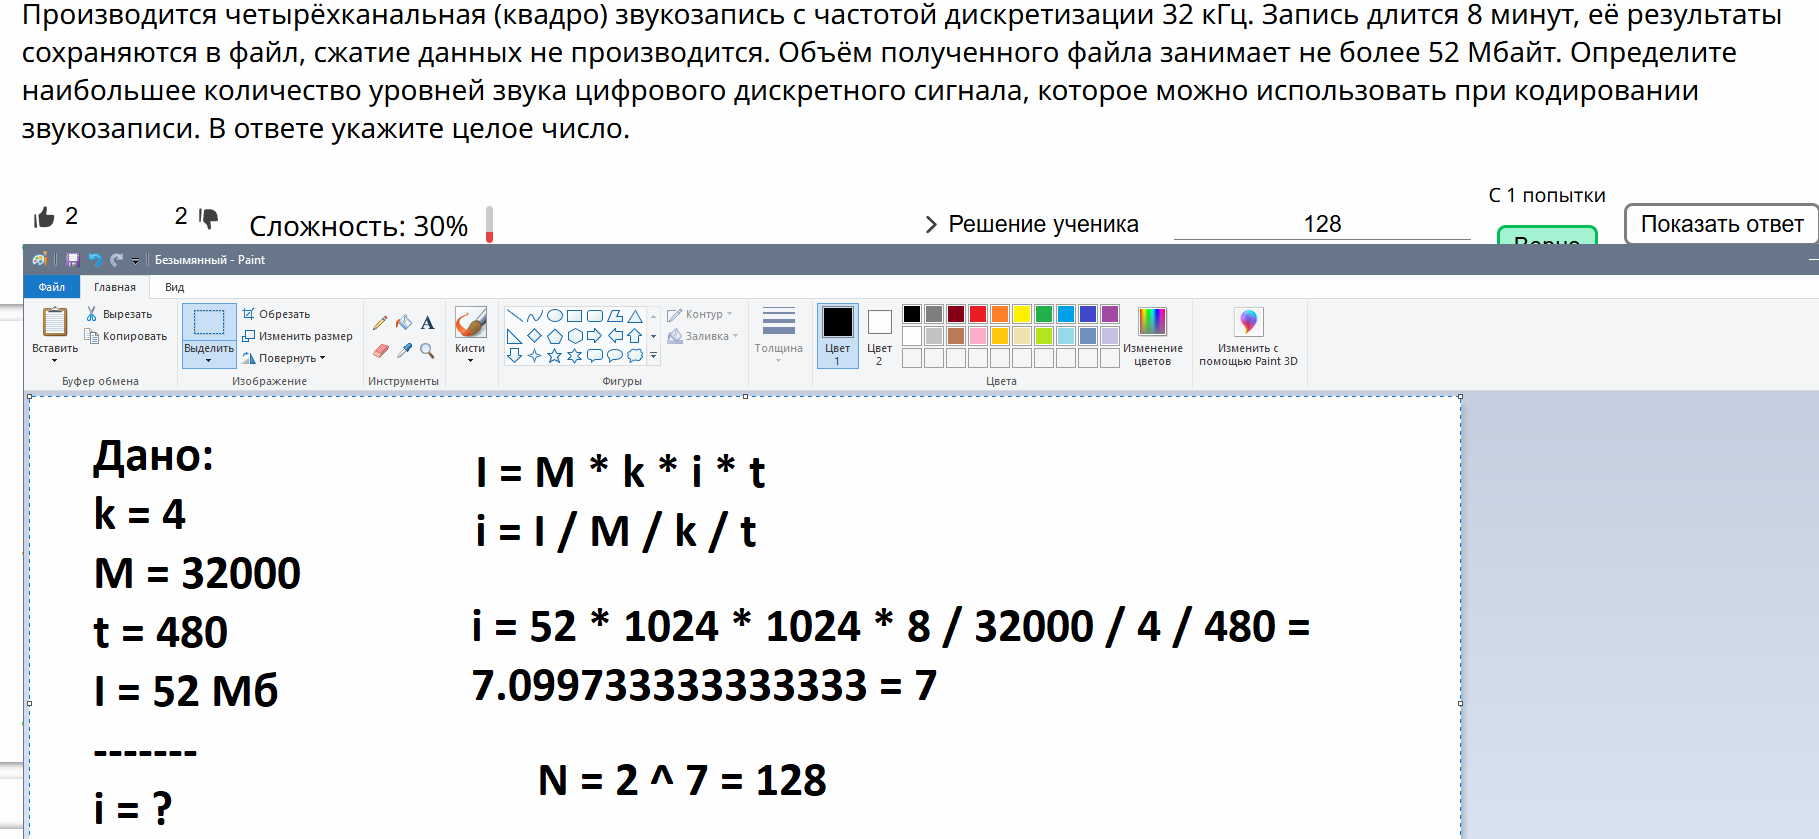 Производится четырёхканальная (квадро) звукозапись с частотой дискретизации 32 кГц. Запись длится 8 минут, её результаты
сохраняются в файл, сжатие данных не производится. Объём полученного файла занимает не более 52 Мбайт. Определите
наибольшее количество уровней звука цифрового дискретного сигнала, которое можно использовать при кодировании
звукозаписи. В ответе укажите целое число.
С 1 попытки
2 2 Сложность: 30% Решение ученика 128 Верно Показать ответ
Безымянный - Paint
Файл Главная Вид
Вставить Вырезать Копировать
Буфер обмена
Выделить Обрезать Изменить размер Повернуть
Изображение
Инструменты
Кисти
Контур Заливка
Фигуры
Толщина
Цвет 1 Цвет 2
Изменение цветов
Цвета
Изменить с помощью Paint 3D
Дано:
k = 4
M = 32000
t = 480
I = 52 Мб
-------
i = ?
I = M * k * i * t
i = I / M / k / t
i = 52 * 1024 * 1024 * 8 / 32000 / 4 / 480 =
7.099733333333333 = 7
N = 2 ^ 7 = 128